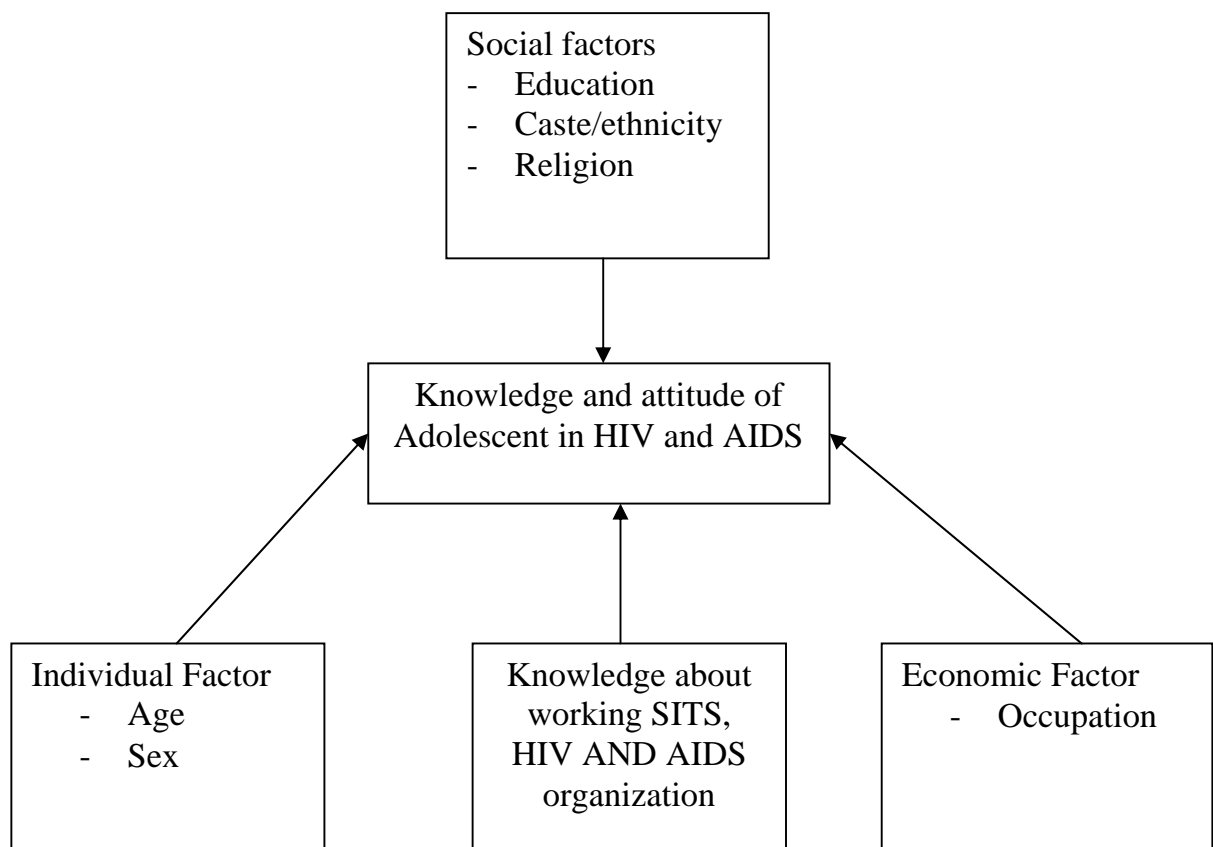 Social factors
- Education
- Caste/ethnicity
- Religion
Knowledge and attitude of
Adolescent in HIV and AIDS
Individual Factor
- Age
- Sex
Knowledge about
working SITS,
HIV AND AIDS
organization
Economic Factor
- Occupation